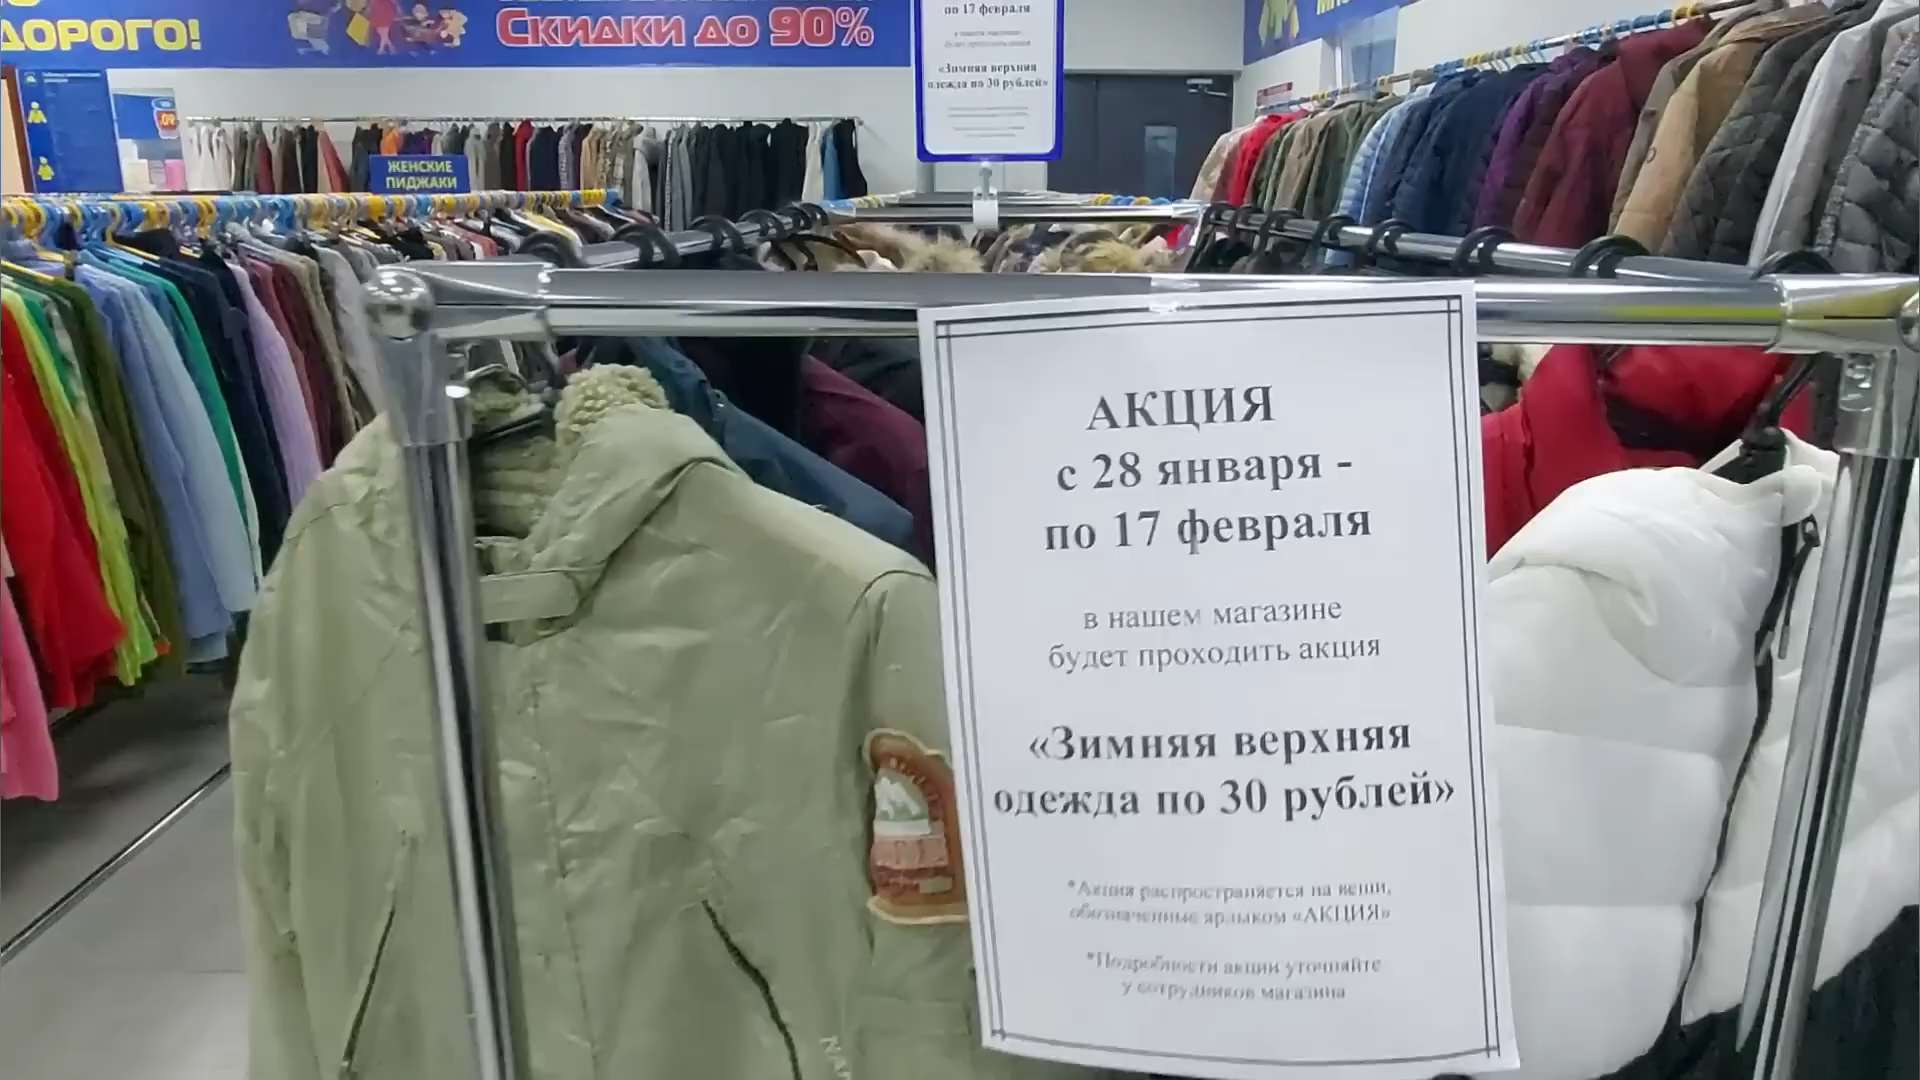 ДОРОГО!
Скидки до 90%
по 17 февраля
«Зимняя верхняя
одежда по 30 рублей»
ЖЕНСКИЕ
ПИДЖАКИ
АКЦИЯ
с 28 января -
по 17 февраля
в нашем магазине
будет проходить акция
«Зимняя верхняя
одежда по 30 рублей»
*Акция распространяется на вещи,
обозначенные ярлыком «АКЦИЯ»
*Подробности акции уточняйте
у сотрудников магазина